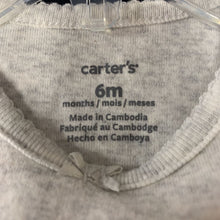 carter's
6m
months / mois / meses
Made in Cambodia
Fabriqué au Cambodge
Hecho en Camboya